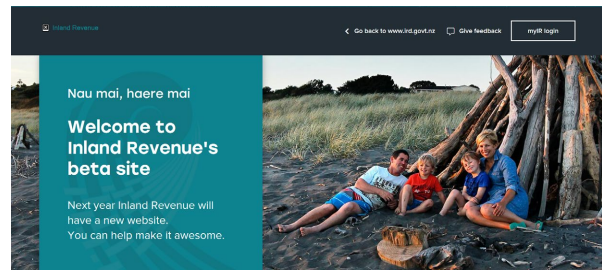 Inland Revenue
Go back to www.ird.govt.nz Give feedback myIR login
Nau mai, haere mai
Welcome to
Inland Revenue's
beta site
Next year Inland Revenue will
have a new website.
You can help make it awesome.